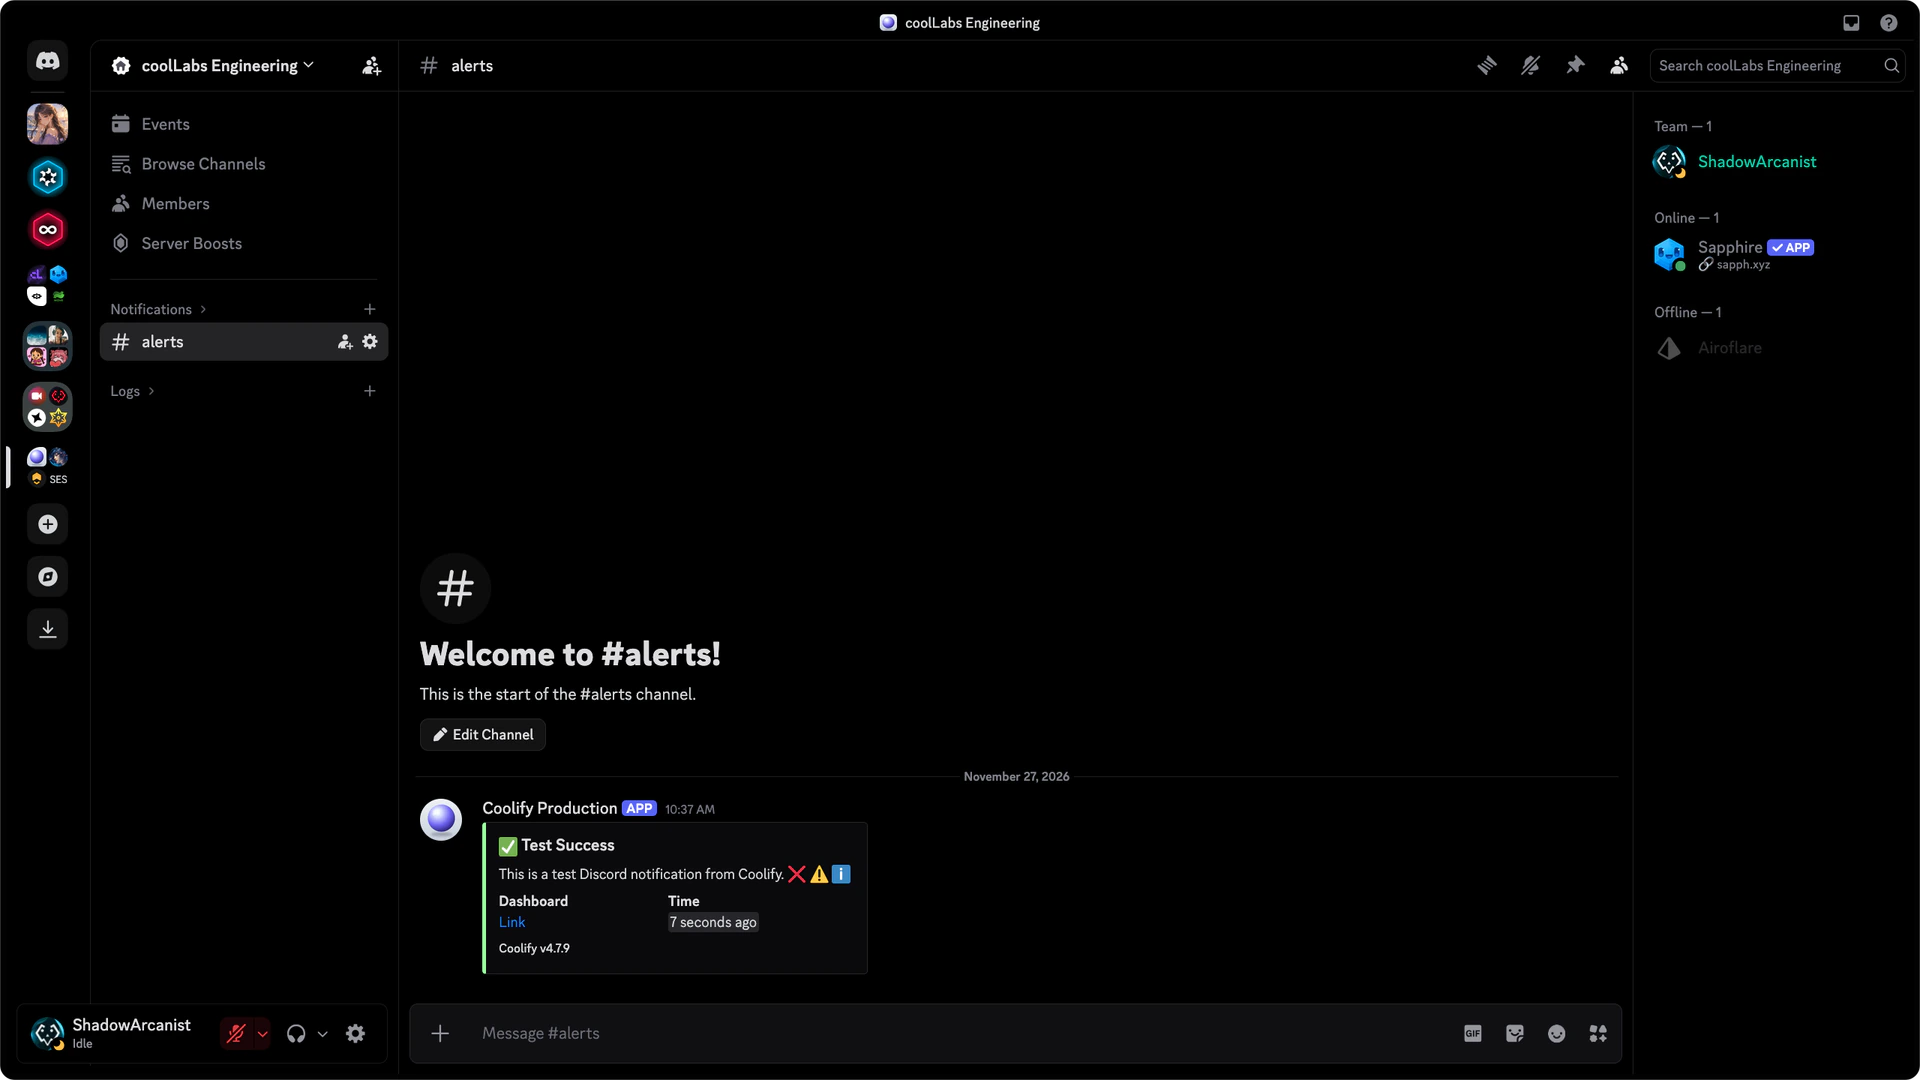 coolLabs Engineering
coolLabs Engineering
alerts
Search coolLabs Engineering
Events
Browse Channels
Members
Server Boosts
Notifications
alerts
Logs
cL
SES
Welcome to #alerts!
This is the start of the #alerts channel.
Edit Channel
November 27, 2026
Coolify Production APP 10:37 AM
✅ Test Success
This is a test Discord notification from Coolify. ❌ ⚠️ ℹ️
Dashboard Time
Link 7 seconds ago
Coolify v4.7.9
ShadowArcanist
Idle
Message #alerts
GIF
Team — 1
ShadowArcanist
Online — 1
Sapphire ✓ APP
sapph.xyz
Offline — 1
Airoflare